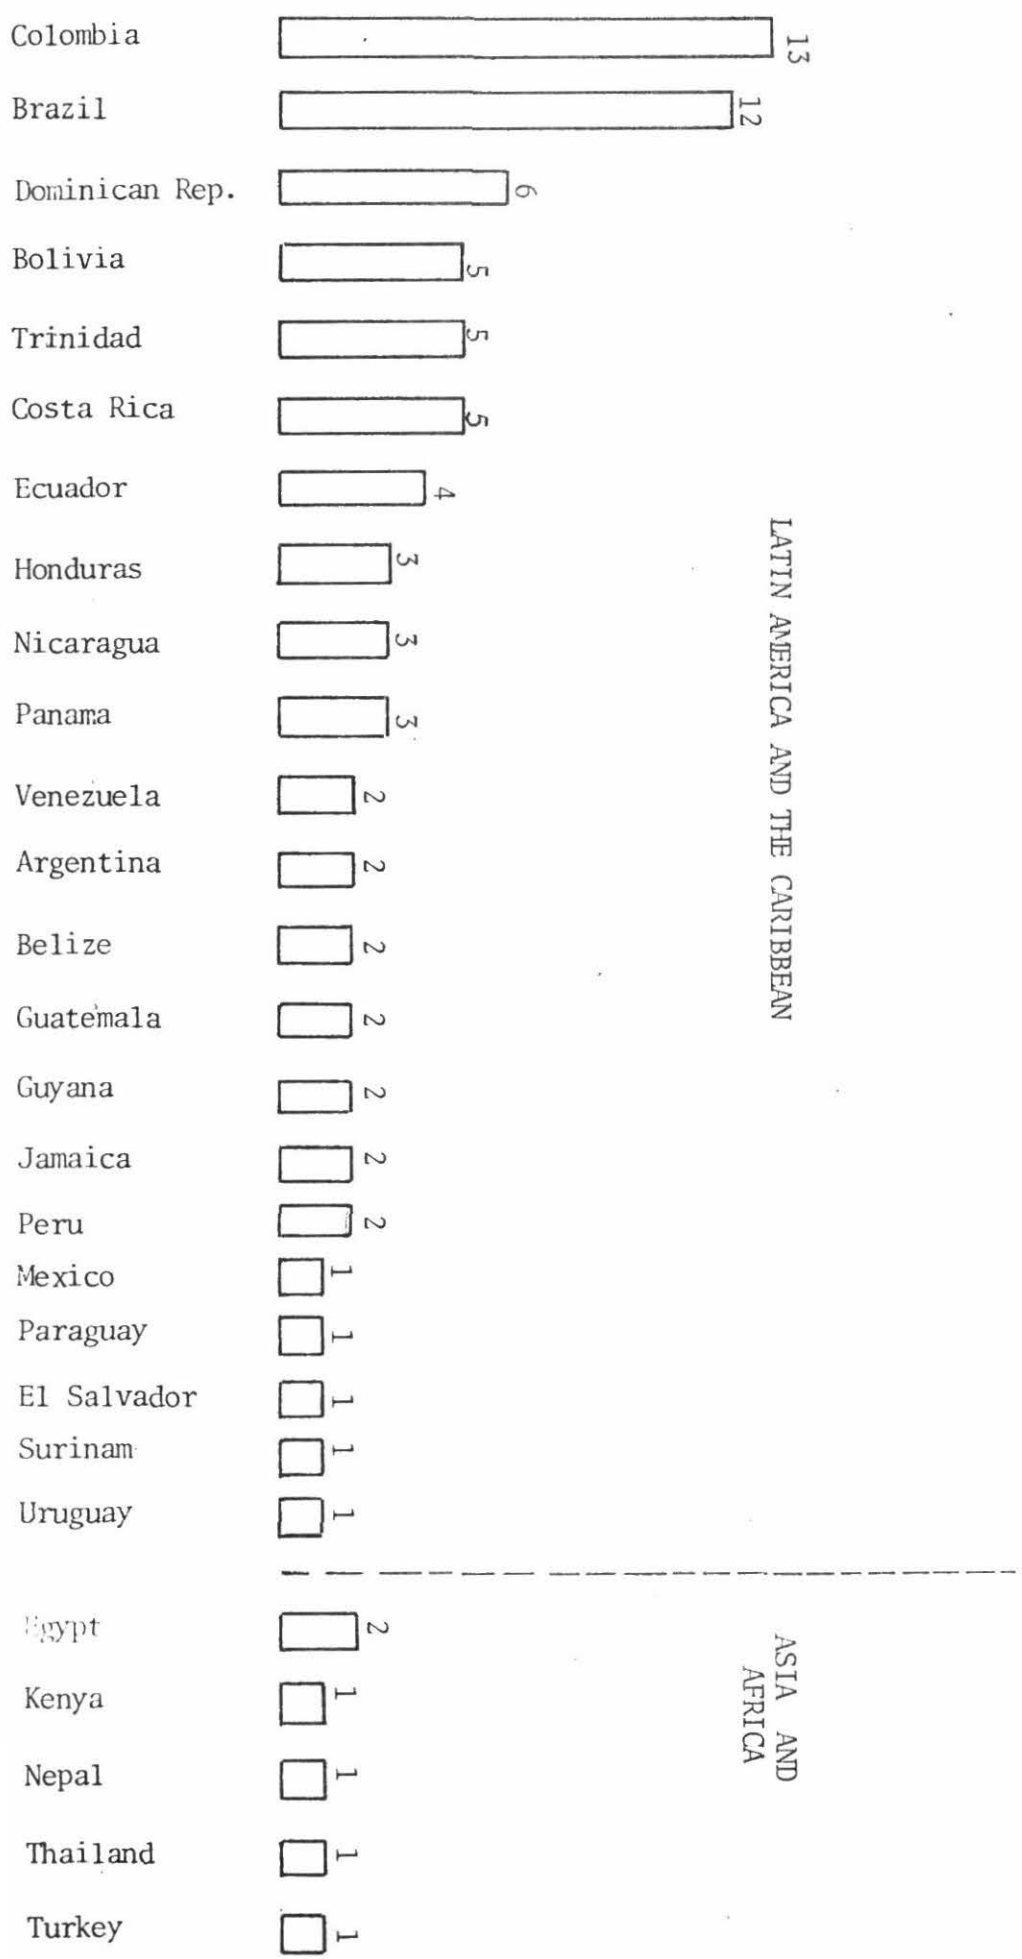 Colombia 13
Brazil 12
Dominican Rep. 6
Bolivia 5
Trinidad 5
Costa Rica 5
Ecuador 4
Honduras 3
Nicaragua 3
Panama 3
Venezuela 2
Argentina 2
Belize 2
Guatemala 2
Guyana 2
Jamaica 2
Peru 2
Mexico 1
Paraguay 1
El Salvador 1
Surinam 1
Uruguay 1
LATIN AMERICA AND THE CARIBBEAN
Egypt 2
Kenya 1
Nepal 1
Thailand 1
Turkey 1
ASIA AND
AFRICA